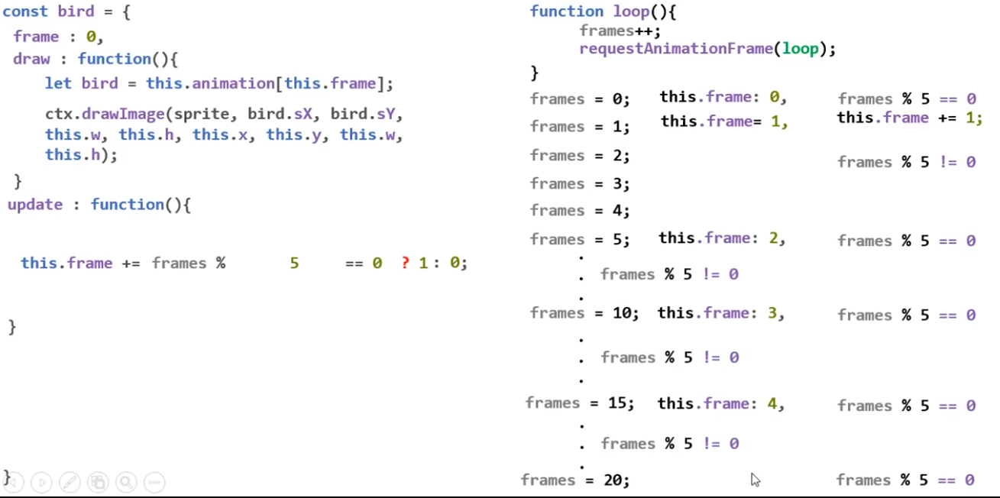 const bird = {
frame : 0,
draw : function(){
let bird = this.animation[this.frame];
ctx.drawImage(sprite, bird.sX, bird.sY,
this.w, this.h, this.x, this.y, this.w,
this.h);
}
update : function(){
this.frame += frames % 5 == 0 ? 1 : 0;
}
}
function loop(){
frames++;
requestAnimationFrame(loop);
}
frames = 0; this.frame: 0, frames % 5 == 0
this.frame += 1;
frames = 1; this.frame= 1,
frames = 2; frames % 5 != 0
frames = 3;
frames = 4;
frames = 5; this.frame: 2, frames % 5 == 0
.
. frames % 5 != 0
.
frames = 10; this.frame: 3, frames % 5 == 0
.
. frames % 5 != 0
.
frames = 15; this.frame: 4, frames % 5 == 0
.
. frames % 5 != 0
.
frames = 20; frames % 5 == 0